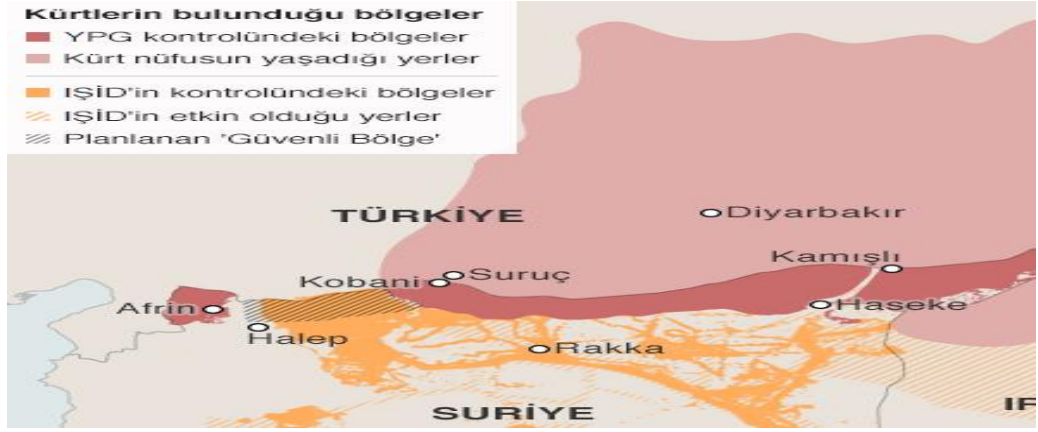 Kürtlerin bulunduğu bölgeler
YPG kontrolündeki bölgeler
Kürt nüfusun yaşadığı yerler
IŞİD'in kontrolündeki bölgeler
IŞİD'in etkin olduğu yerler
Planlanan 'Güvenli Bölge'
TÜRKİYE
Diyarbakır
Kamışlı
Suruç
Kobani
Afrin
Haseke
Halep
Rakka
SURİYE
IF